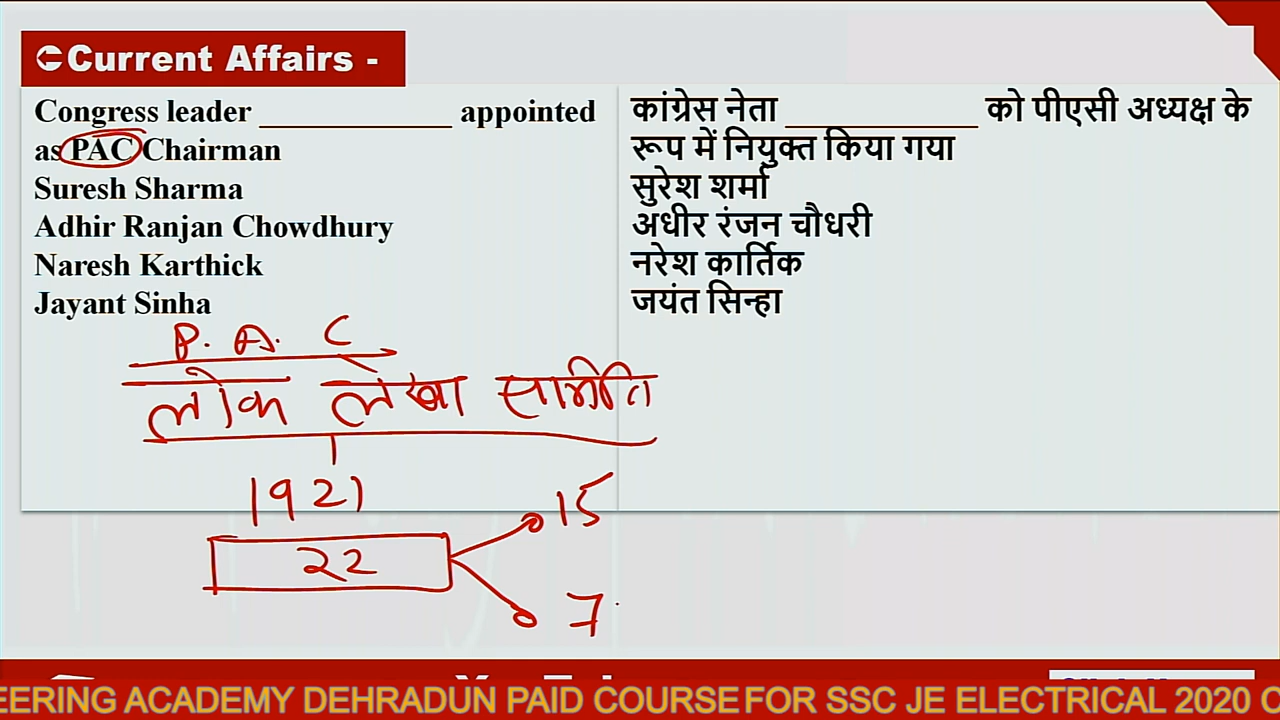 Current Affairs -
Congress leader ____________ appointed
as PAC Chairman
Suresh Sharma
Adhir Ranjan Chowdhury
Naresh Karthick
Jayant Sinha
कांग्रेस नेता ____________ को पीएसी अध्यक्ष के
रूप में नियुक्त किया गया
सुरेश शर्मा
अधीर रंजन चौधरी
नरेश कार्तिक
जयंत सिन्हा
P. A. C
लोक लेखा समिति
1921
15
22
7
EERING ACADEMY DEHRADUN PAID COURSE FOR SSC JE ELECTRICAL 2020